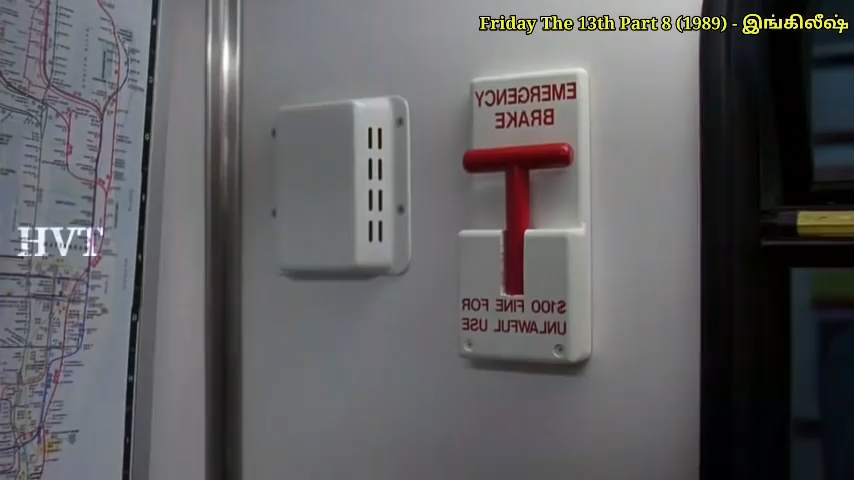 Friday The 13th Part 8 (1989) - இங்கிலீஷ்
EMERGENCY
BRAKE
HVT
$100 FINE FOR
UNLAWFUL USE